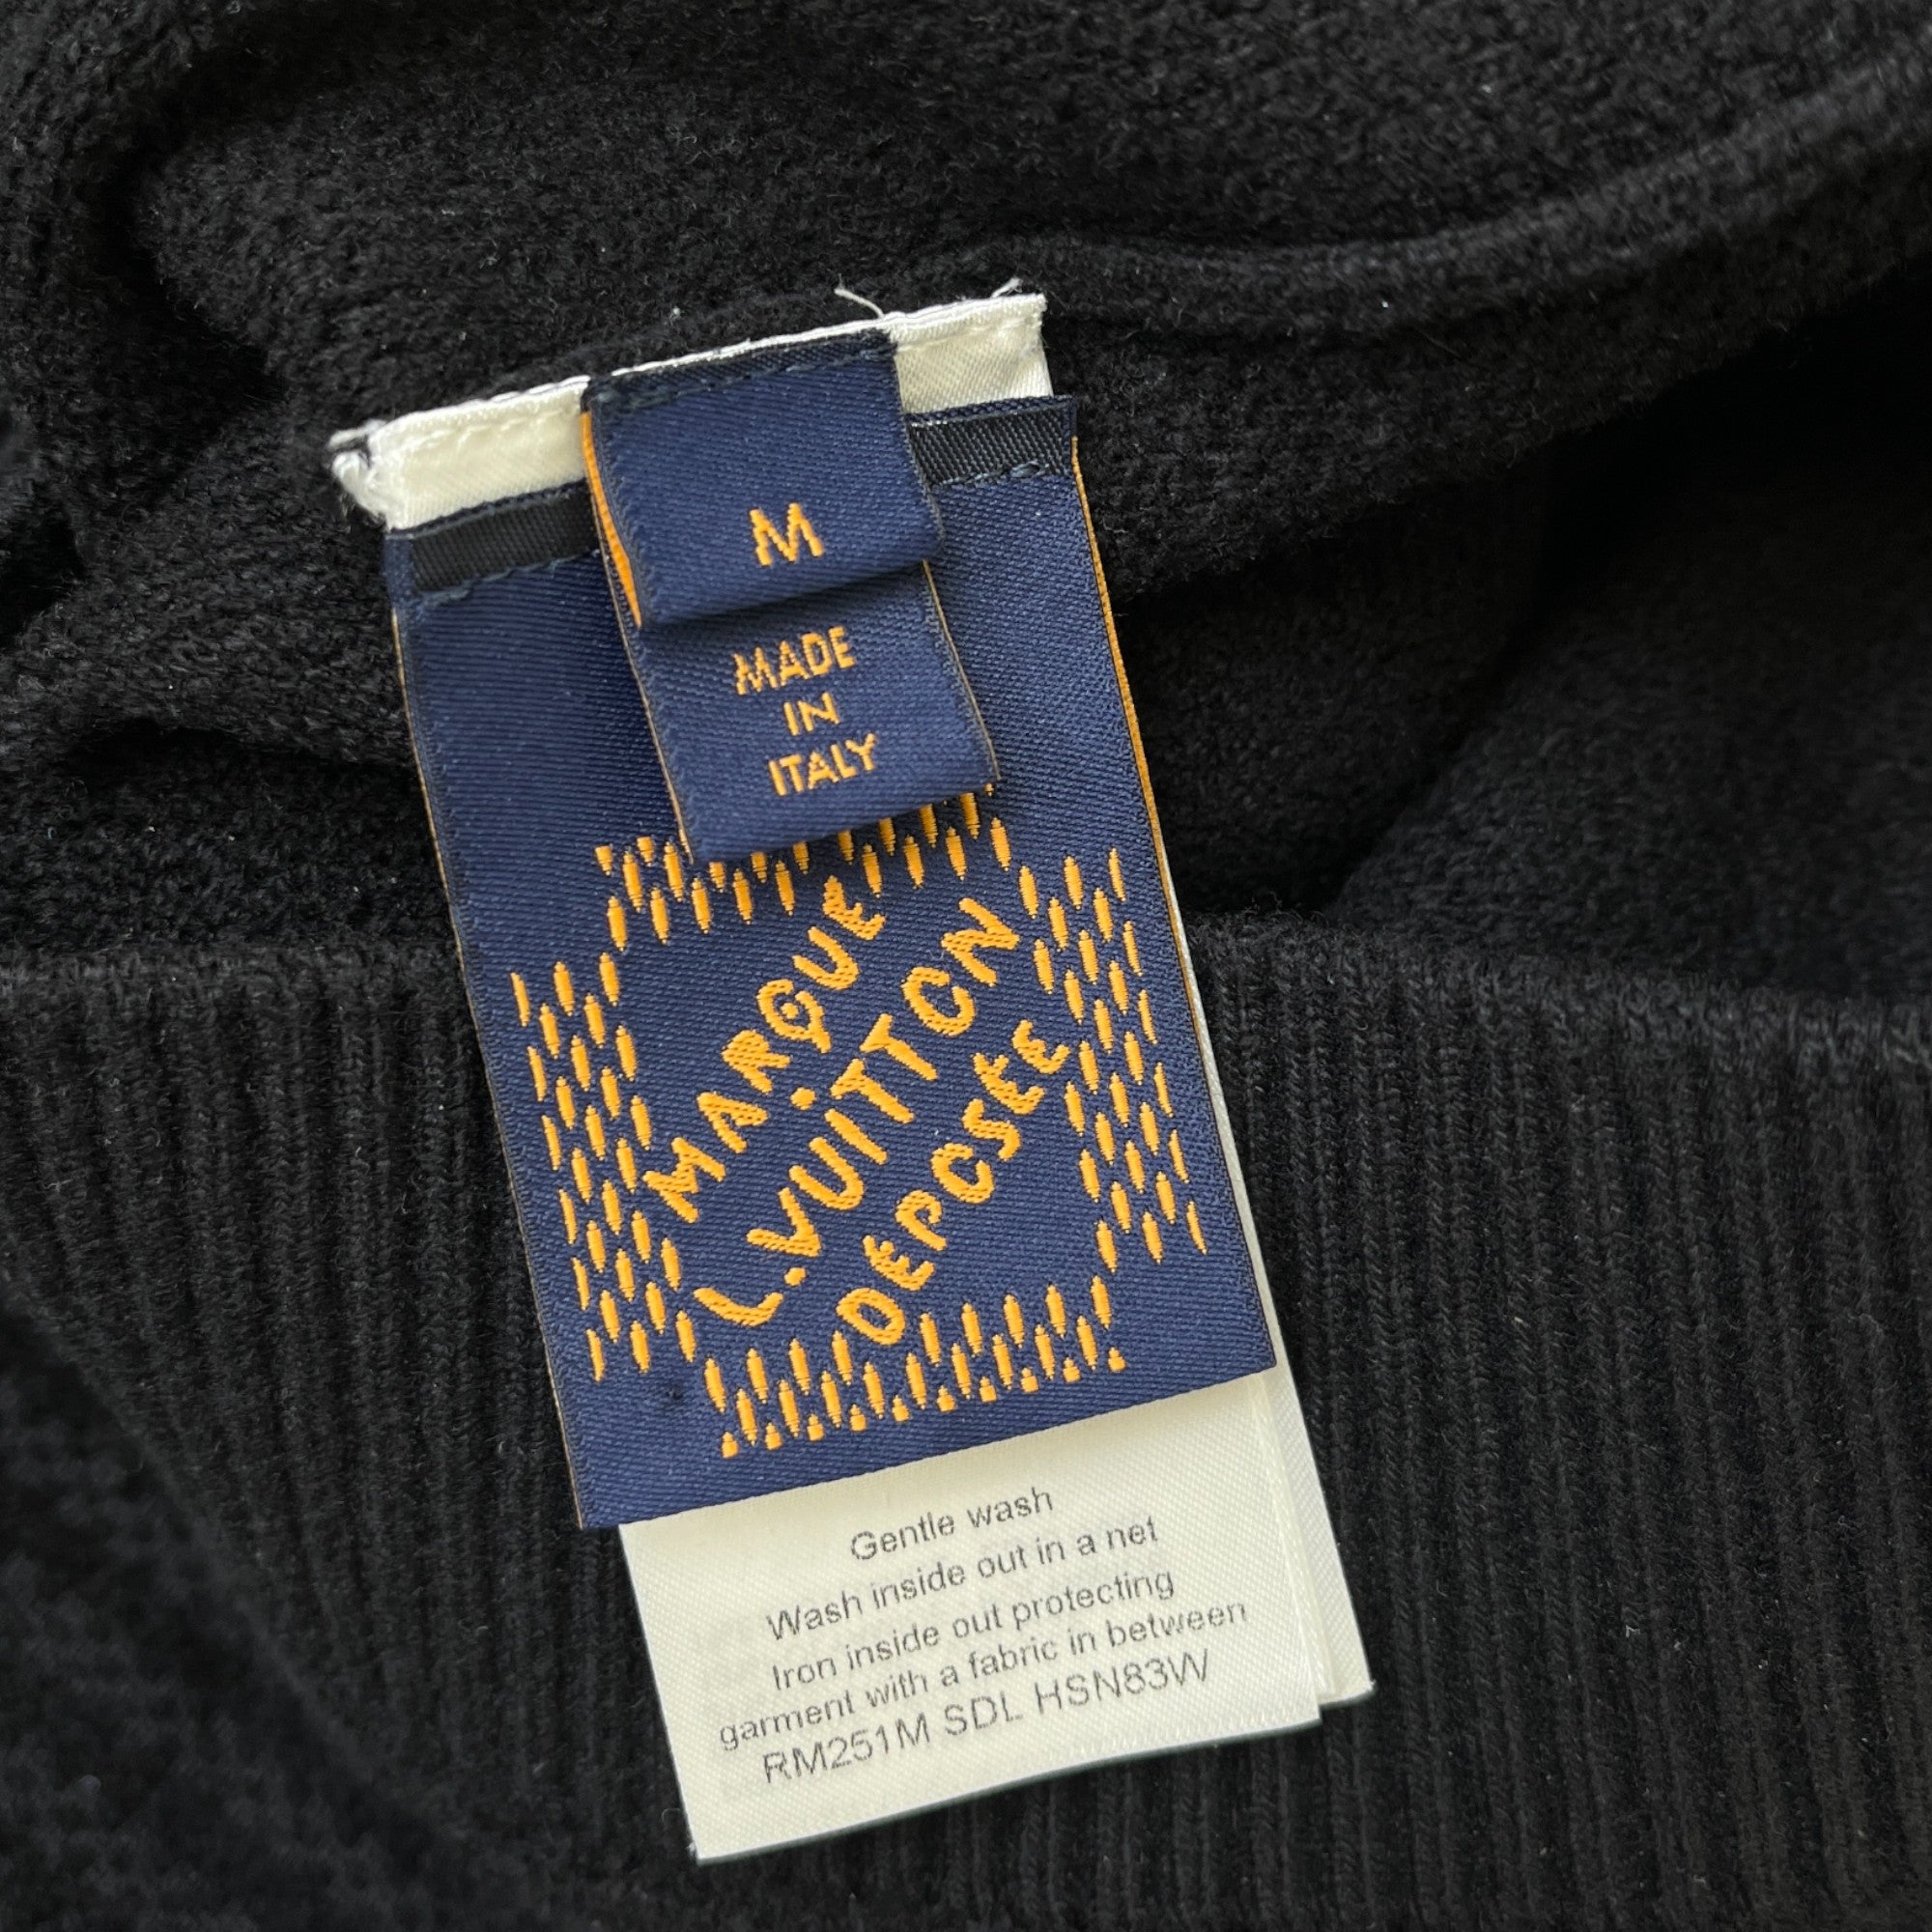 M
MADE
IN
ITALY
MARQUE
L.VUITTON
DEPOSÉE
Gentle wash
Wash inside out in a net
Iron inside out protecting
garment with a fabric in between
RM251M SDL HSN83W